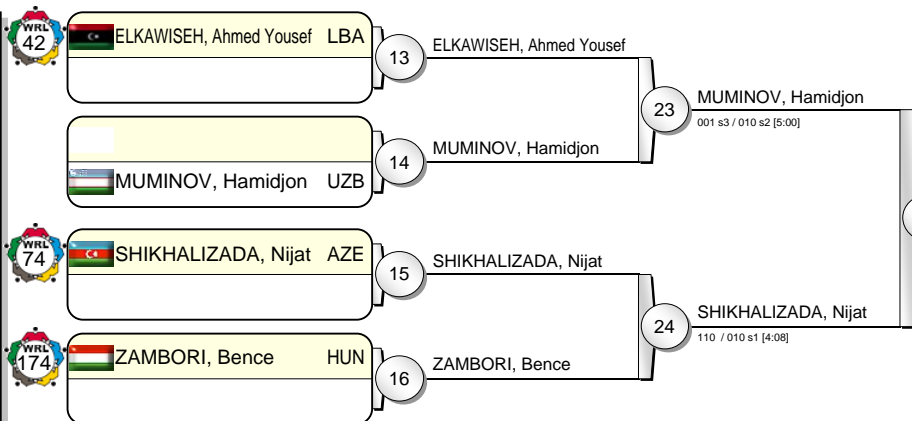 WRL
42
ELKAWISEH, Ahmed Yousef LBA
13
ELKAWISEH, Ahmed Yousef
23
MUMINOV, Hamidjon
001 s3 / 010 s2 [5:00]
14
MUMINOV, Hamidjon
MUMINOV, Hamidjon UZB
WRL
74
SHIKHALIZADA, Nijat AZE
15
SHIKHALIZADA, Nijat
24
SHIKHALIZADA, Nijat
110 / 010 s1 [4:08]
WRL
174
ZAMBORI, Bence HUN
16
ZAMBORI, Bence